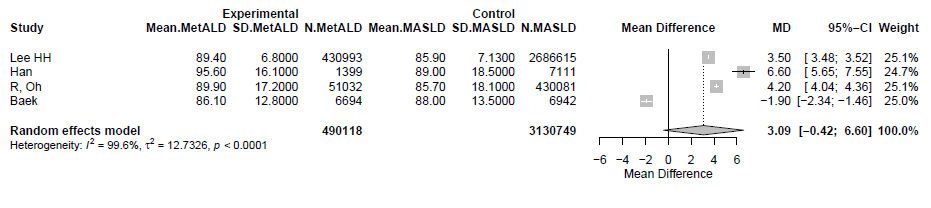 Experimental Control
Study Mean.MetALD SD.MetALD N.MetALD Mean.MASLD SD.MASLD N.MASLD Mean Difference MD 95%−CI Weight
Lee HH 89.40 6.8000 430993 85.90 7.1300 2686615 3.50 [ 3.48; 3.52] 25.1%
Han 95.60 16.1000 1399 89.00 18.5000 7111 6.60 [ 5.65; 7.55] 24.7%
R, Oh 89.90 17.2000 51032 85.70 18.1000 430081 4.20 [ 4.04; 4.36] 25.1%
Baek 86.10 12.8000 6694 88.00 13.5000 6942 −1.90 [−2.34; −1.46] 25.0%
Random effects model 490118 3130749 3.09 [−0.42; 6.60] 100.0%
Heterogeneity: I² = 99.6%, τ² = 12.7326, p < 0.0001
−6 −4 −2 0 2 4 6
Mean Difference